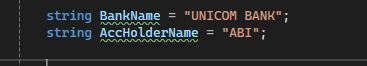 string BankName = "UNICOM BANK";
string AccHolderName = "ABI";